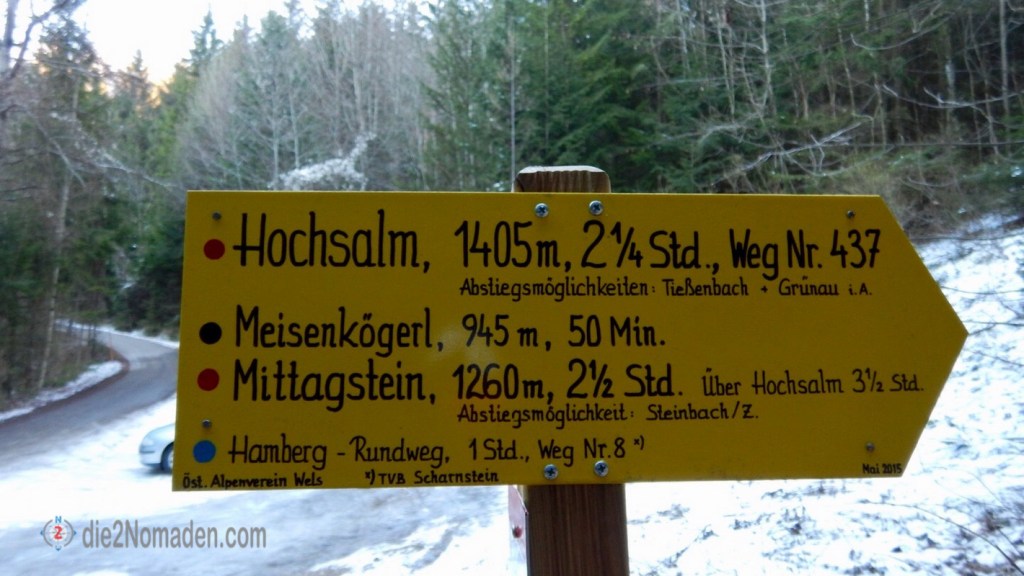 Hochsalm, 1405m, 2¼ Std., Weg Nr. 437
Abstiegsmöglichkeiten: Tießenbach + Grünau i.A.
Meisenkögerl, 945 m, 50 Min.
Mittagstein, 1260m, 2½ Std. Über Hochsalm 3½ Std.
Abstiegsmöglichkeit: Steinbach/Z.
Hamberg - Rundweg, 1 Std., Weg Nr. 8 *)
Öst. Alpenverein Wels *) TVB Scharnstein Mai 2015
die2Nomaden.com